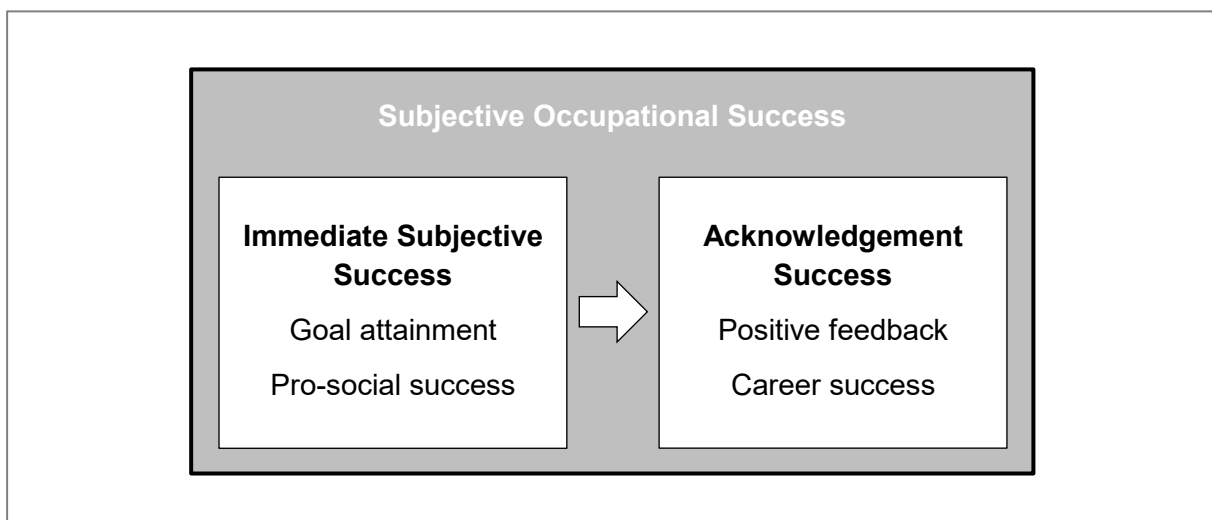 Subjective Occupational Success
Immediate Subjective
Success
Goal attainment
Pro-social success
Acknowledgement
Success
Positive feedback
Career success